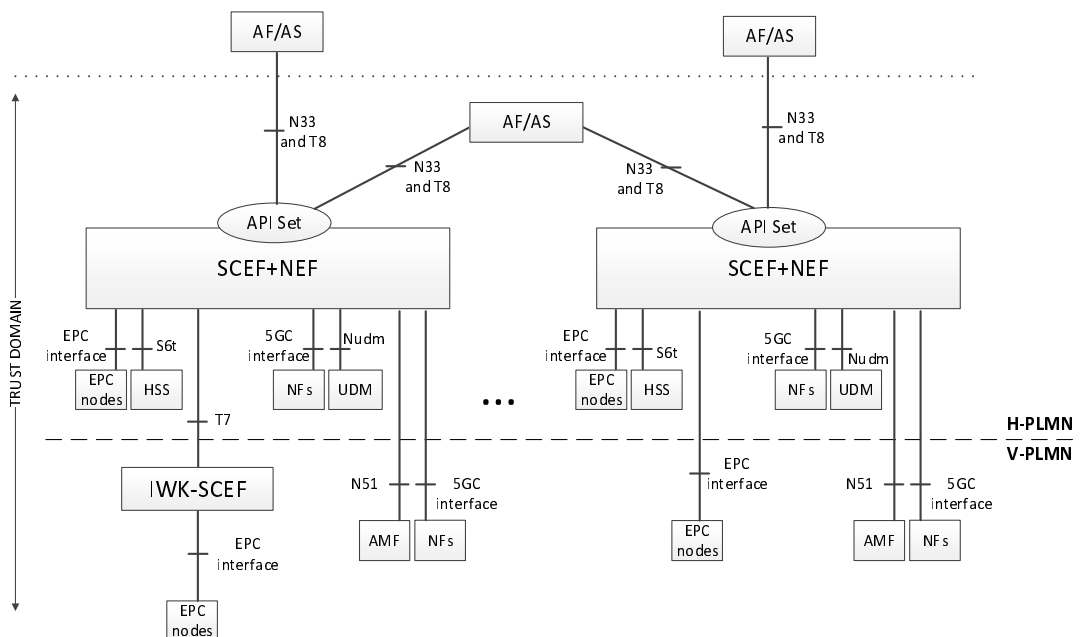 AF/AS
AF/AS
N33
and T8
AF/AS
N33
and T8
N33
and T8
N33
and T8
API Set
API Set
SCEF+NEF
SCEF+NEF
TRUST DOMAIN
EPC
interface
S6t
5GC
interface
Nudm
EPC
interface
S6t
5GC
interface
Nudm
EPC
nodes
HSS
NFs
UDM
...
EPC
nodes
HSS
NFs
UDM
T7
H-PLMN
V-PLMN
IWK-SCEF
N51
5GC
interface
EPC
interface
N51
5GC
interface
AMF
NFs
EPC
nodes
AMF
NFs
EPC
interface
EPC
nodes